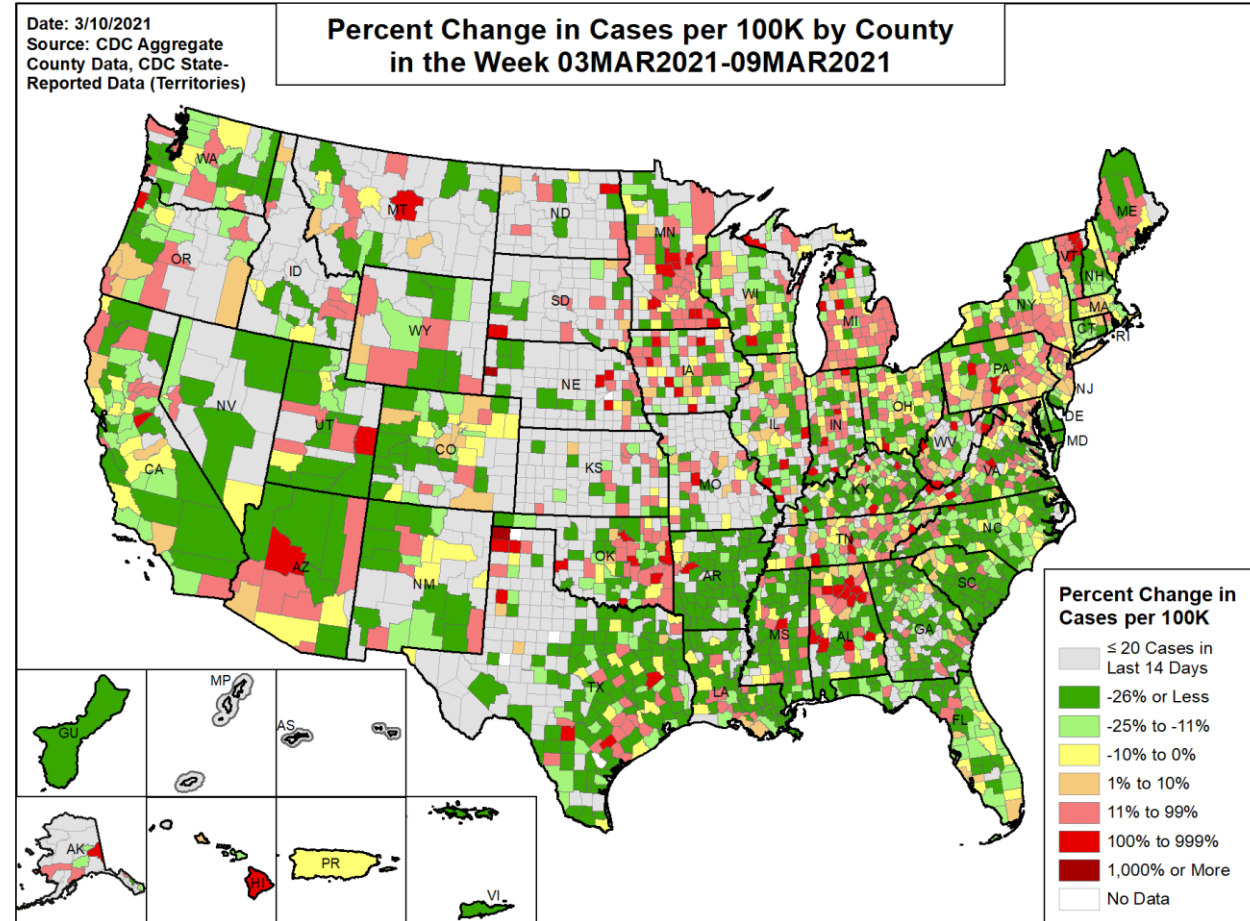 Date: 3/10/2021
Source: CDC Aggregate
County Data, CDC State-
Reported Data (Territories)
Percent Change in Cases per 100K by County
in the Week 03MAR2021-09MAR2021
WA
MT
ND
MN
ME
OR
ID
SD
WI
VT
NH
WY
MI
NY
MA
CT
RI
IA
NE
PA
NJ
NV
UT
CO
IL
IN
OH
DE
MD
CA
KS
MO
WV
VA
KY
AZ
NM
OK
AR
TN
NC
SC
MS
AL
GA
TX
LA
FL
GU
MP
AS
AK
HI
PR
VI
Percent Change in
Cases per 100K
≤ 20 Cases in
Last 14 Days
-26% or Less
-25% to -11%
-10% to 0%
1% to 10%
11% to 99%
100% to 999%
1,000% or More
No Data